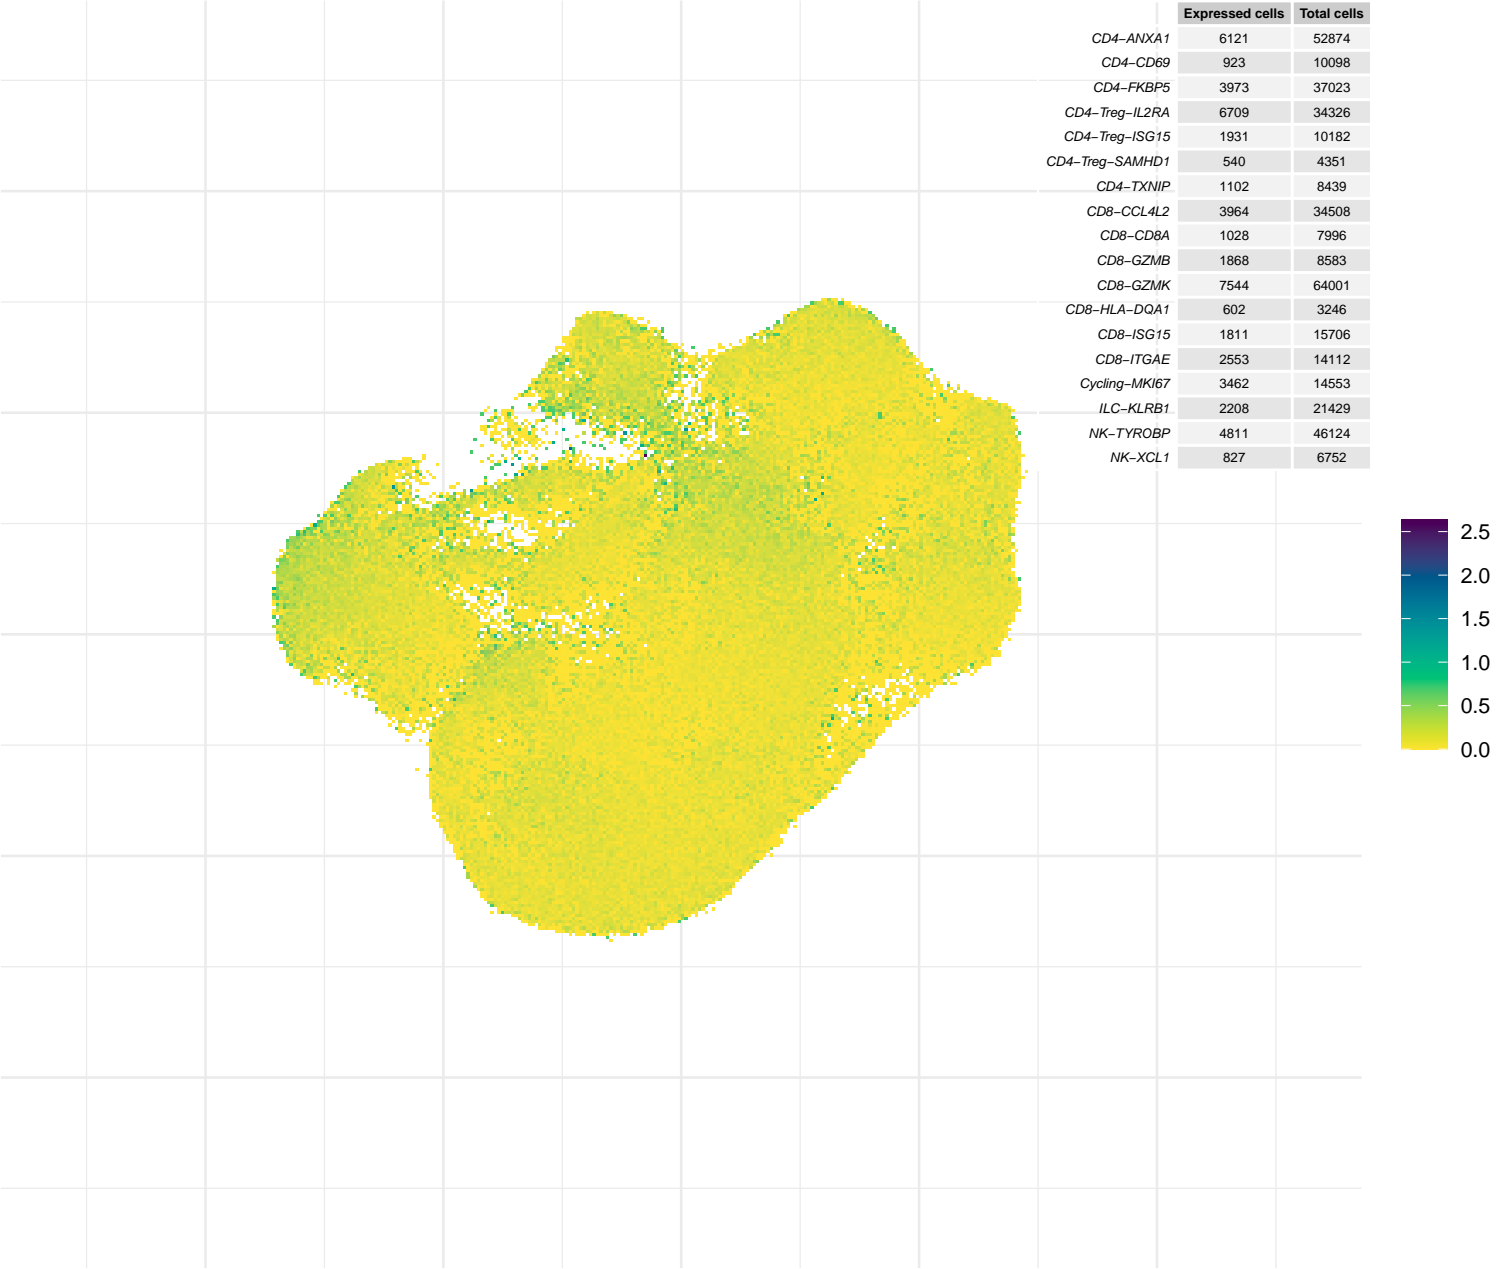 Expressed cells Total cells
CD4−ANXA1 6121 52874
CD4−CD69 923 10098
CD4−FKBP5 3973 37023
CD4−Treg−IL2RA 6709 34326
CD4−Treg−ISG15 1931 10182
CD4−Treg−SAMHD1 540 4351
CD4−TXNIP 1102 8439
CD8−CCL4L2 3964 34508
CD8−CD8A 1028 7996
CD8−GZMB 1868 8583
CD8−GZMK 7544 64001
CD8−HLA−DQA1 602 3246
CD8−ISG15 1811 15706
CD8−ITGAE 2553 14112
Cycling−MKI67 3462 14553
ILC−KLRB1 2208 21429
NK−TYROBP 4811 46124
NK−XCL1 827 6752
2.5
2.0
1.5
1.0
0.5
0.0